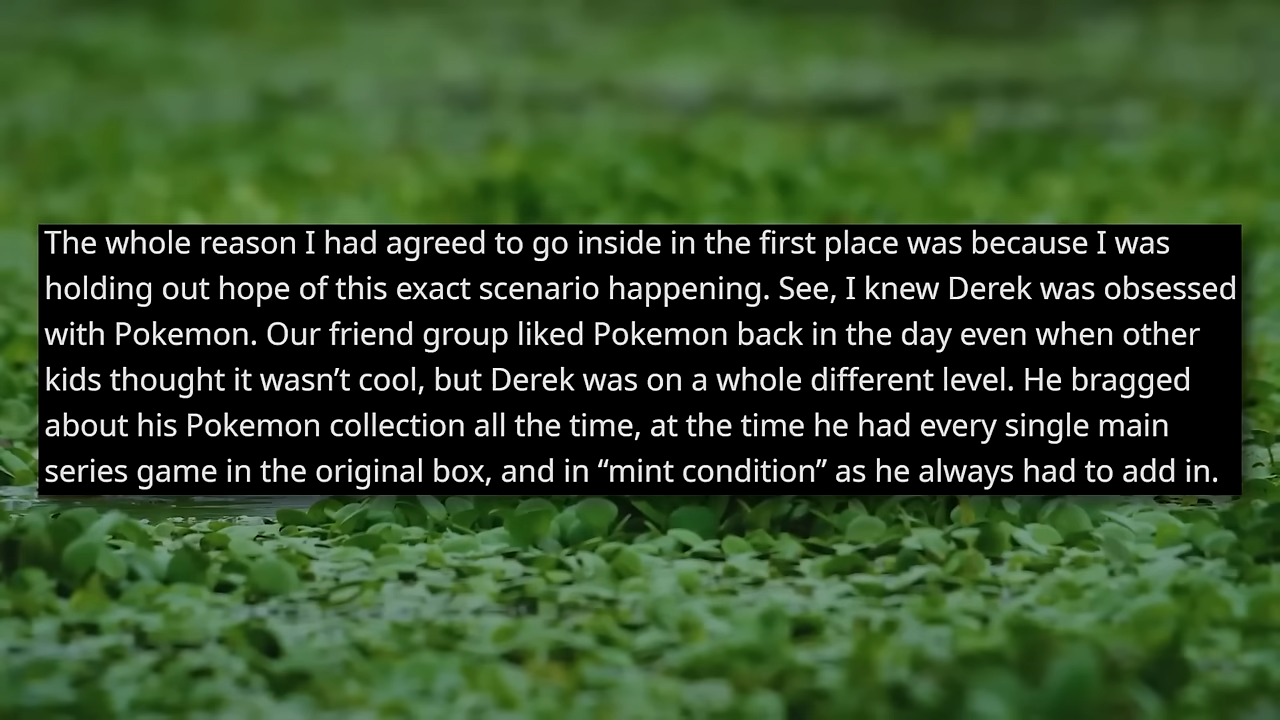 The whole reason I had agreed to go inside in the first place was because I was
holding out hope of this exact scenario happening. See, I knew Derek was obsessed
with Pokemon. Our friend group liked Pokemon back in the day even when other
kids thought it wasn’t cool, but Derek was on a whole different level. He bragged
about his Pokemon collection all the time, at the time he had every single main
series game in the original box, and in “mint condition” as he always had to add in.